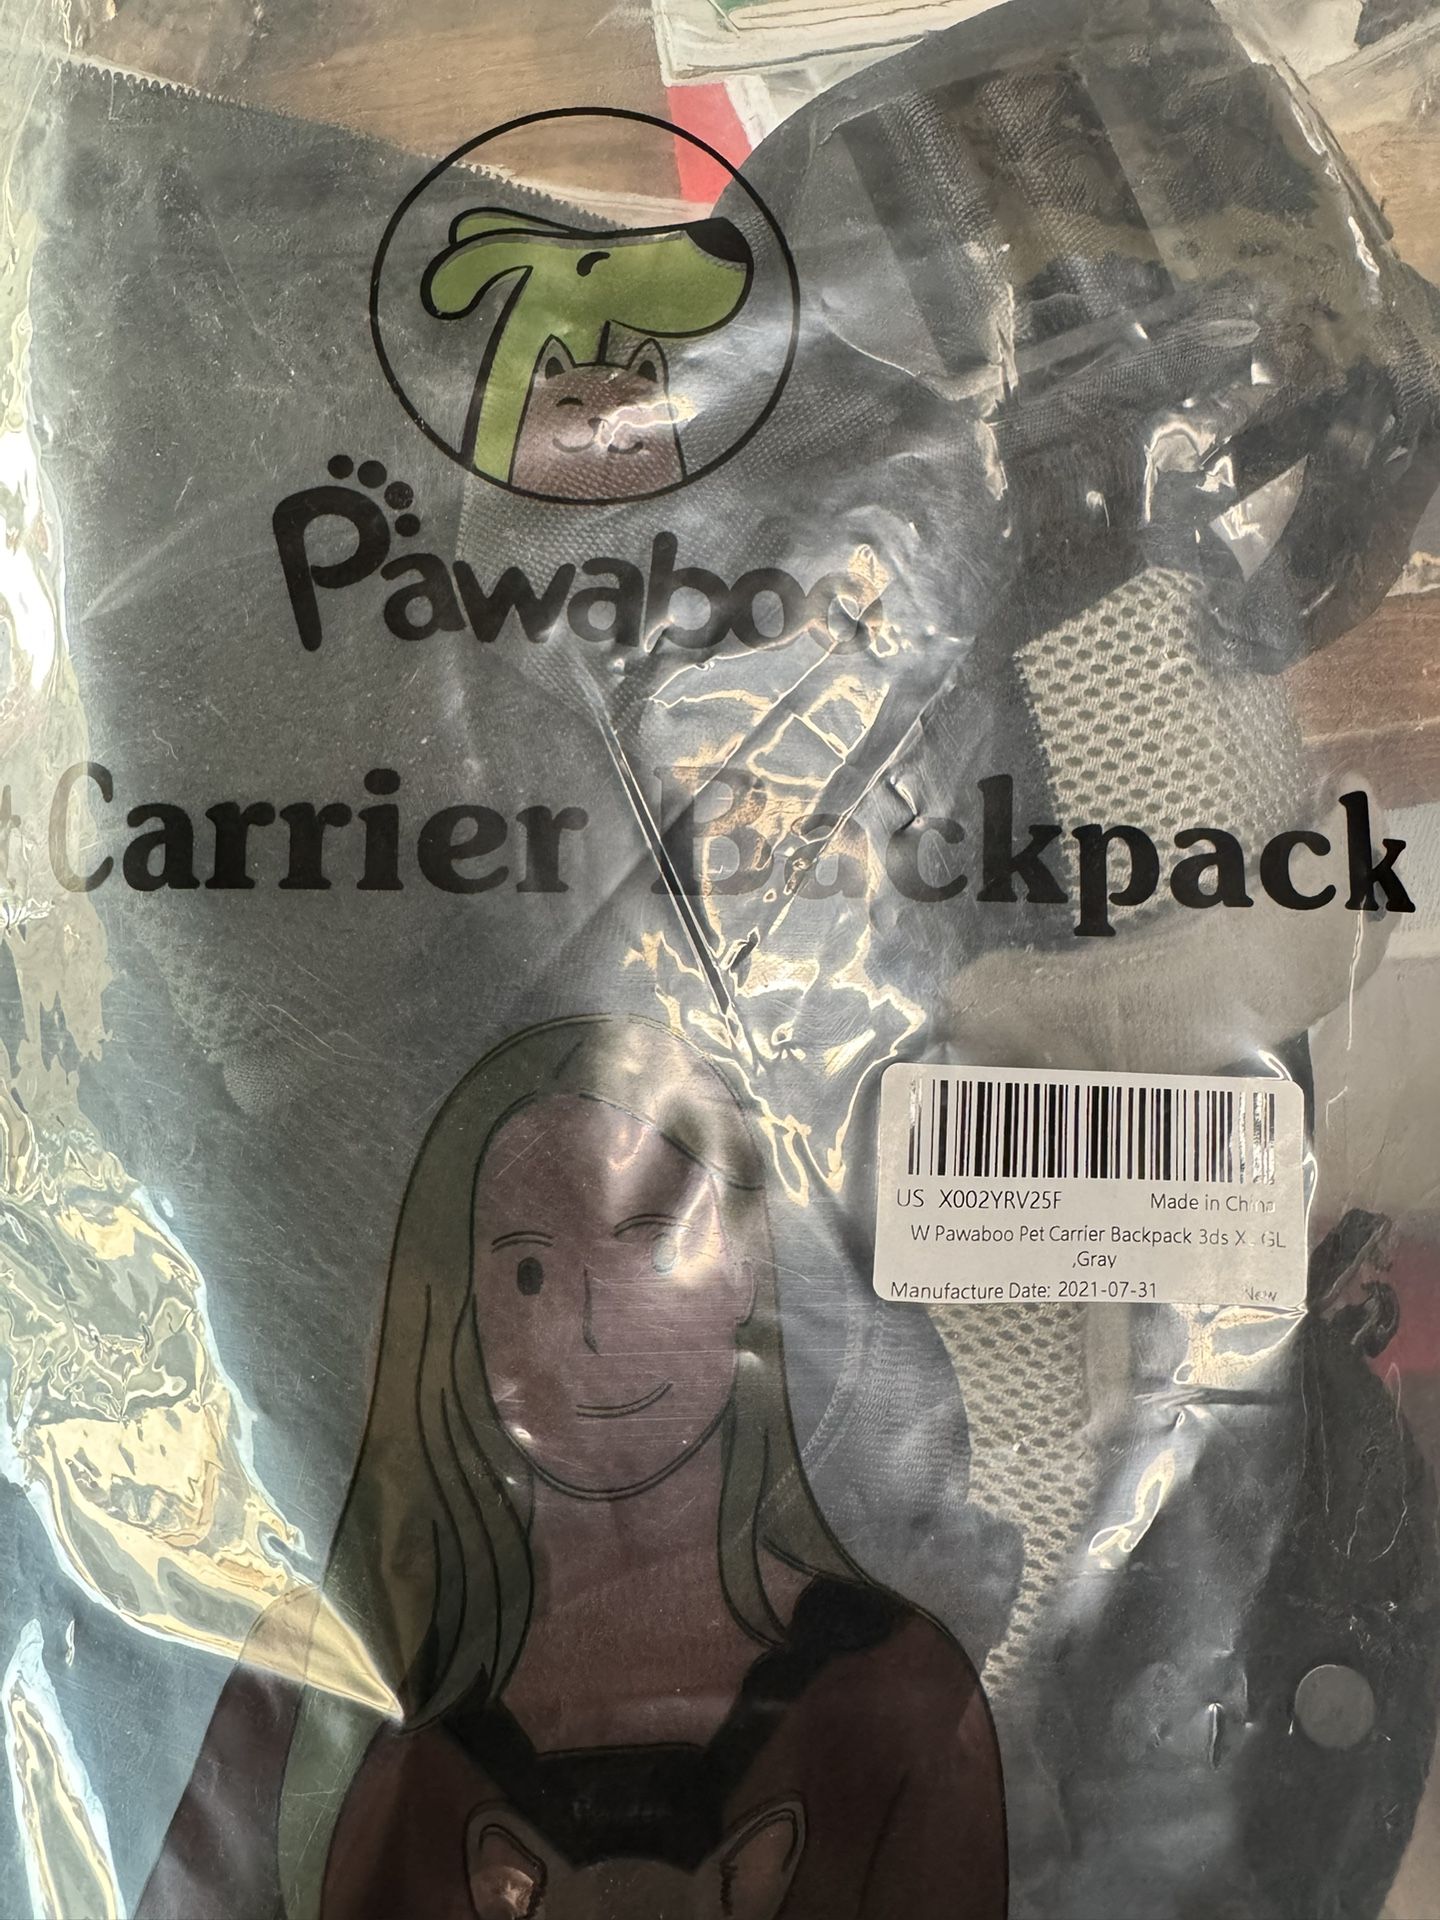 Pawaboo
Carrier Backpack
US X002YRV25F Made in China
W Pawaboo Pet Carrier Backpack 3ds GL
,Gray
Manufacture Date: 2021-07-31 New